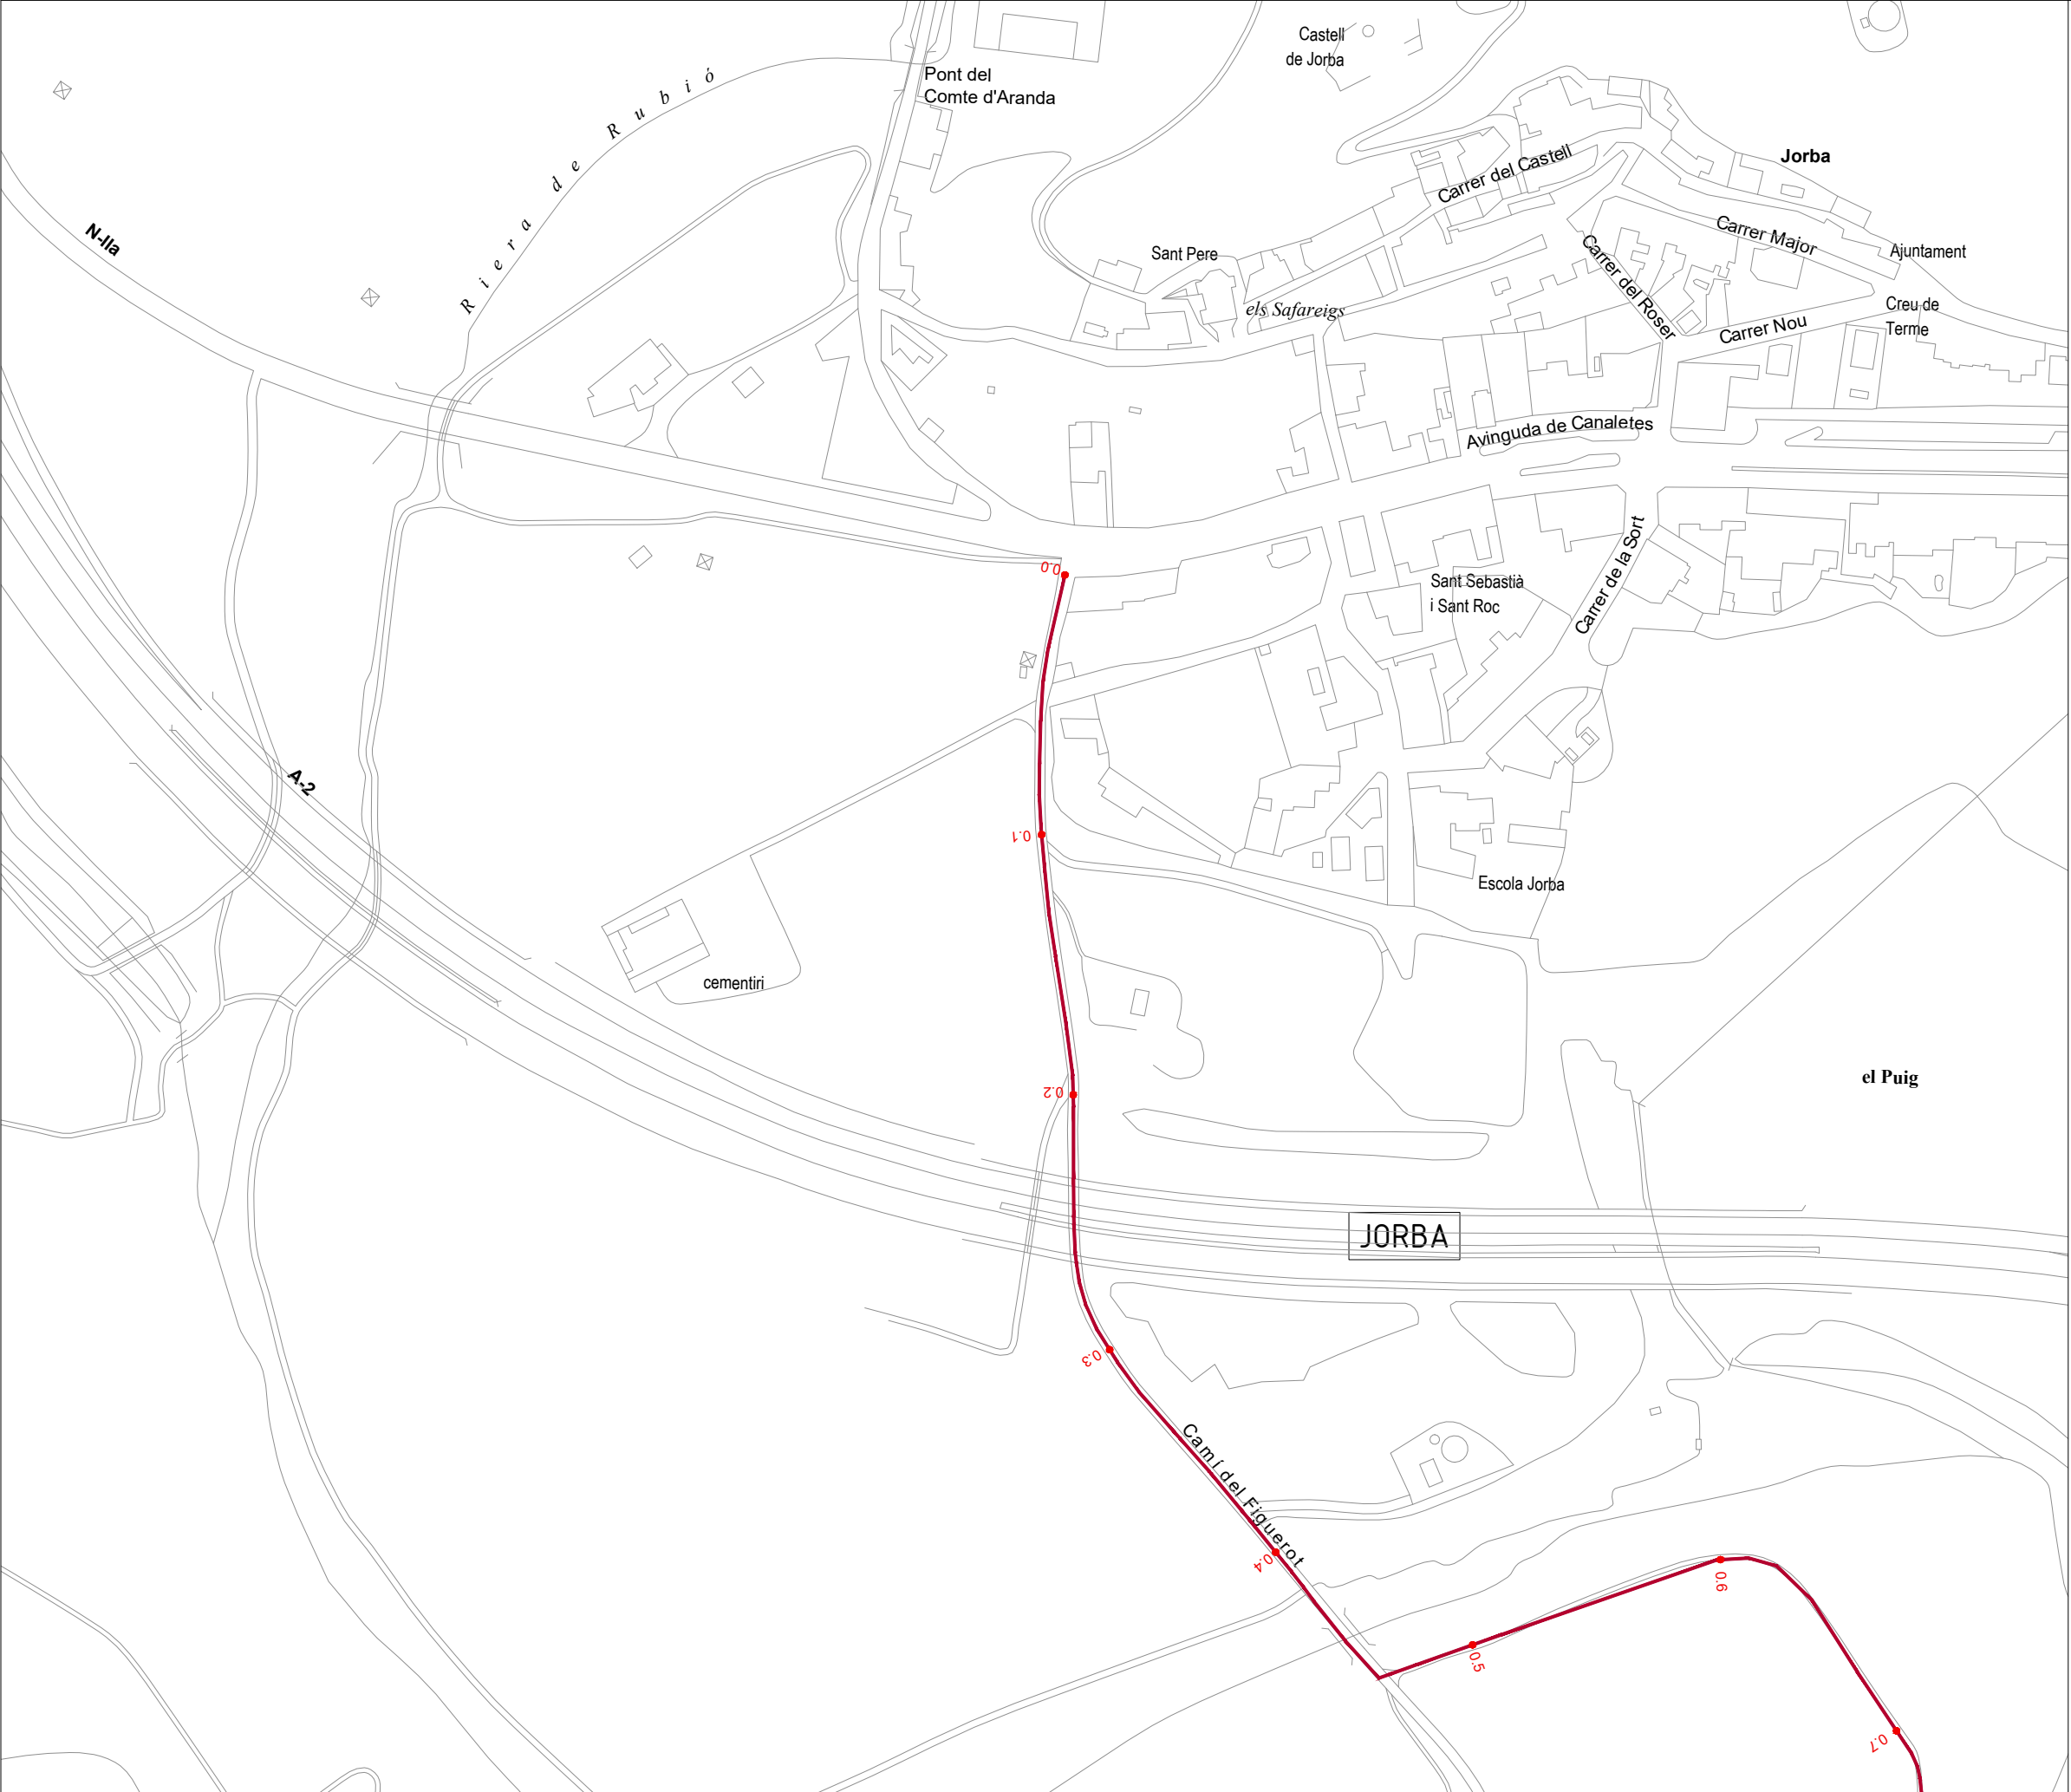 Castell
de Jorba
Pont del
Comte d'Aranda
Riera de Rubió
Jorba
Carrer del Castell
N-IIa
Carrer Major
Sant Pere
Ajuntament
Carrer del Roser
els Safareigs
Creu de
Terme
Carrer Nou
Avinguda de Canaletes
Carrer de la Sort
0.0
Sant Sebastià
i Sant Roc
A-2
0.1
Escola Jorba
cementiri
el Puig
0.2
JORBA
0.3
Camí del Figuerot
0.4
0.6
0.5
0.7